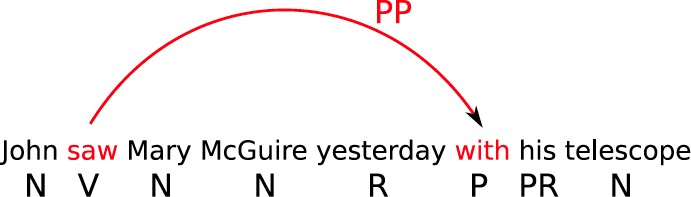 PP
John saw Mary McGuire yesterday with his telescope
N V N N R P PR N